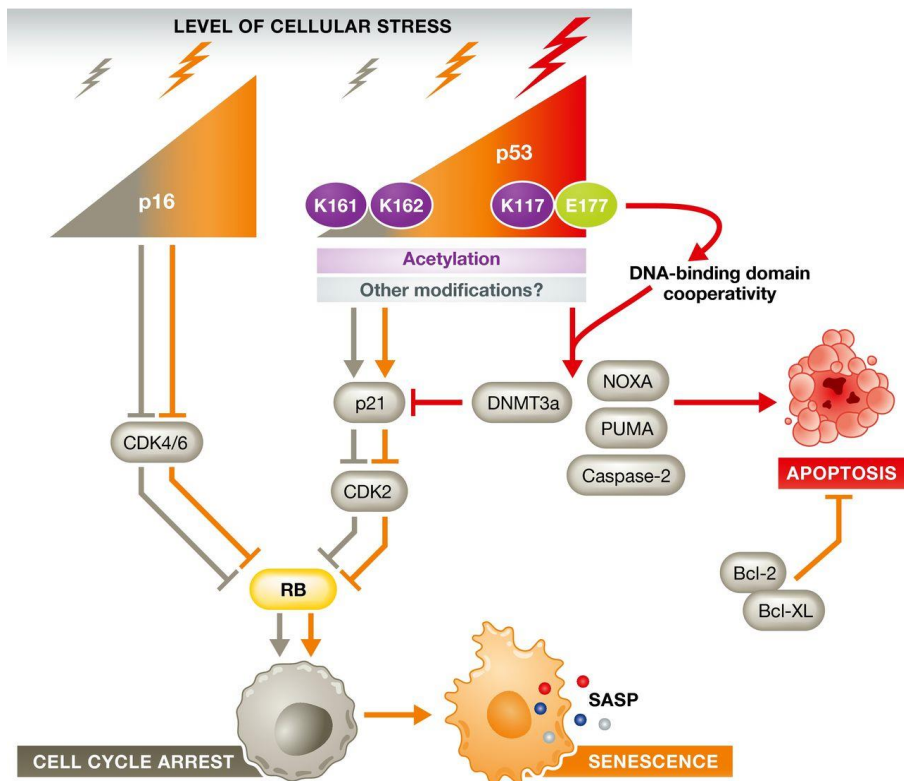 LEVEL OF CELLULAR STRESS
p16
p53
K161
K162
K117
E177
Acetylation
Other modifications?
DNA-binding domain
cooperativity
CDK4/6
p21
DNMT3a
NOXA
PUMA
Caspase-2
CDK2
APOPTOSIS
Bcl-2
Bcl-XL
RB
SASP
CELL CYCLE ARREST
SENESCENCE